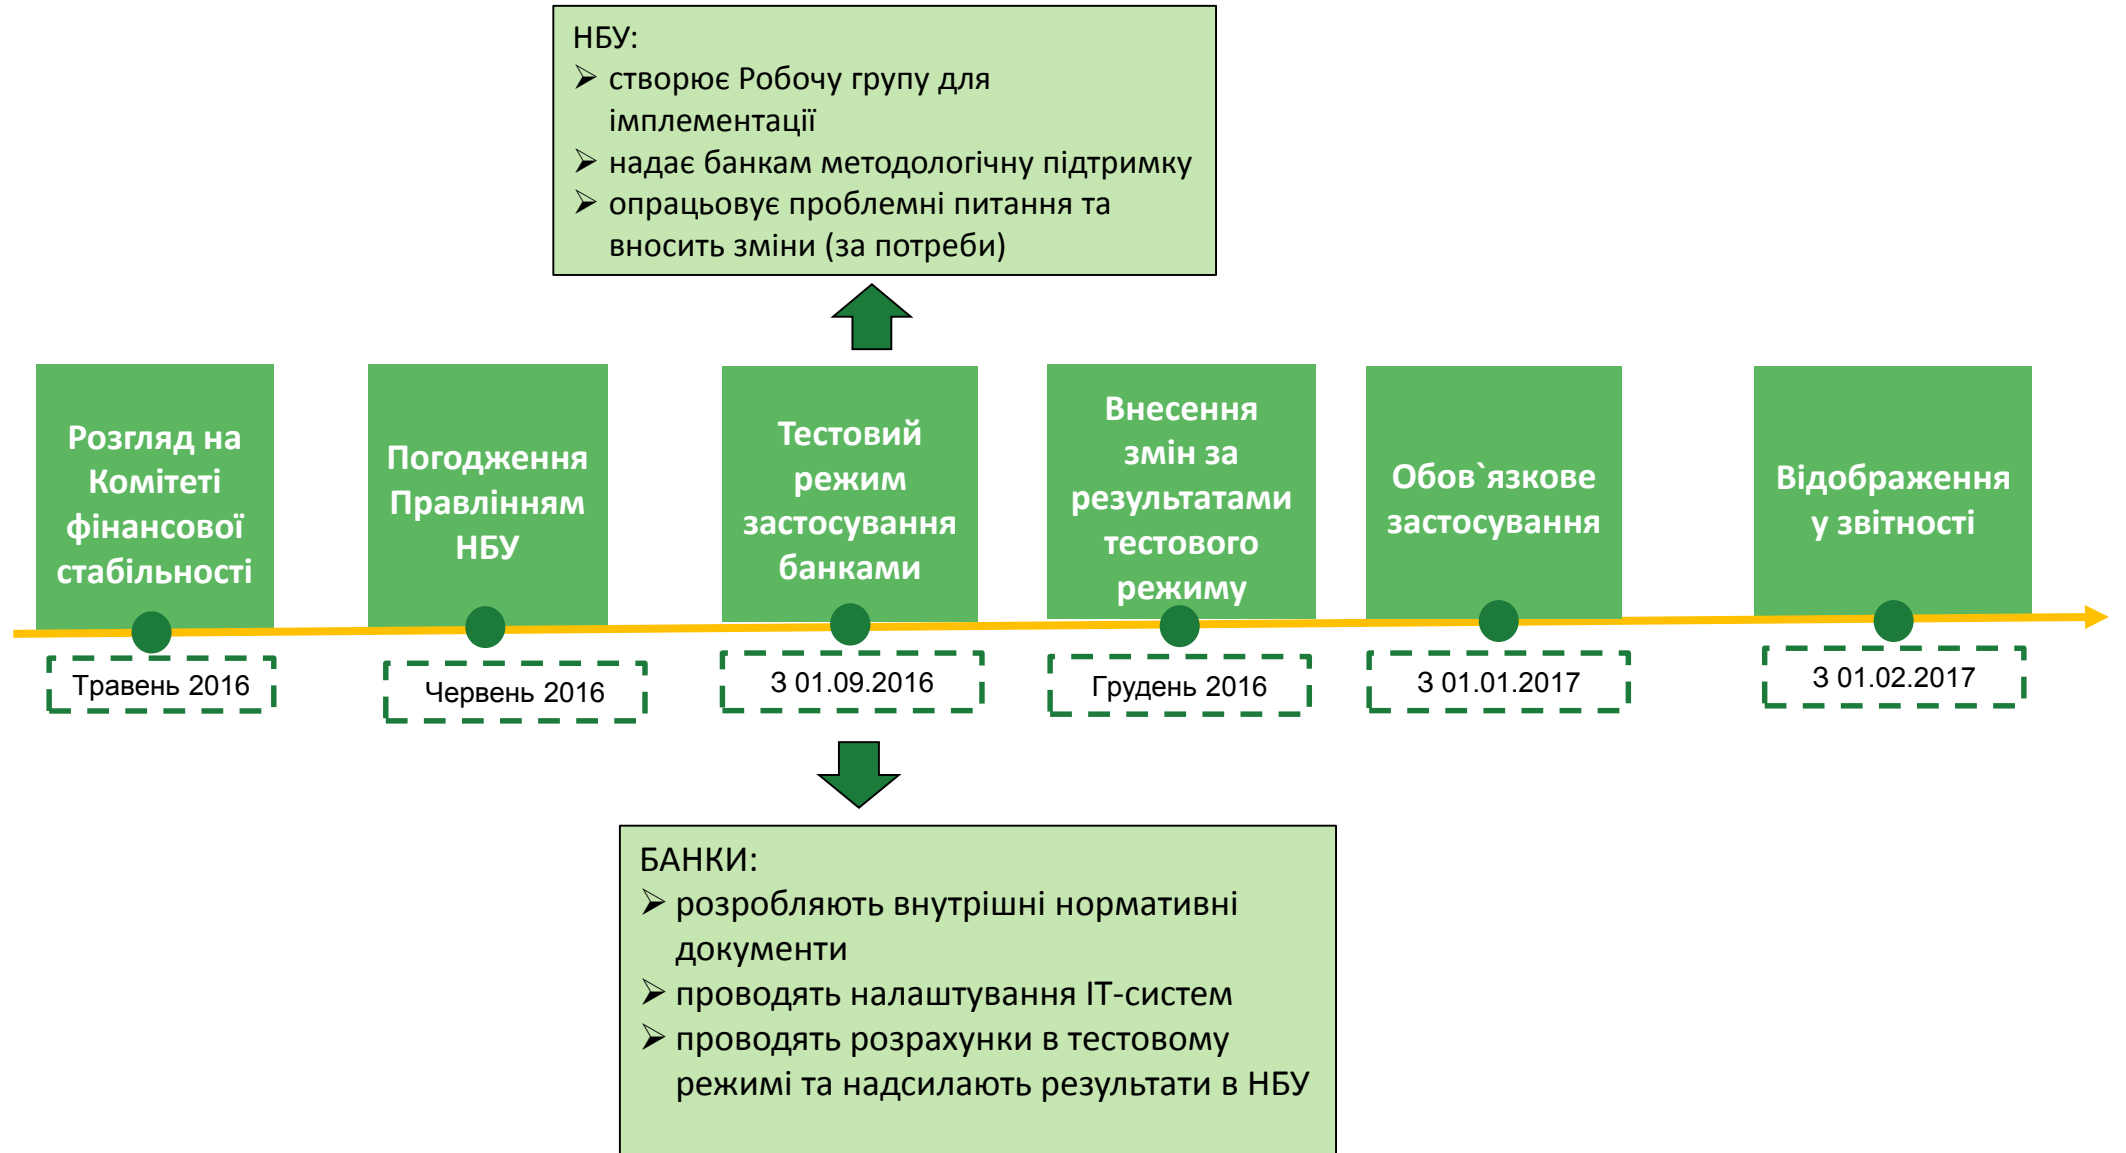 НБУ:
➢ створює Робочу групу для
імплементації
➢ надає банкам методологічну підтримку
➢ опрацьовує проблемні питання та
вносить зміни (за потреби)
Розгляд на
Комітеті
фінансової
стабільності
Погодження
Правлінням
НБУ
Тестовий
режим
застосування
банками
Внесення
змін за
результатами
тестового
режиму
Обов`язкове
застосування
Відображення
у звітності
Травень 2016
Червень 2016
З 01.09.2016
Грудень 2016
З 01.01.2017
З 01.02.2017
БАНКИ:
➢ розробляють внутрішні нормативні
документи
➢ проводять налаштування ІТ-систем
➢ проводять розрахунки в тестовому
режимі та надсилають результати в НБУ